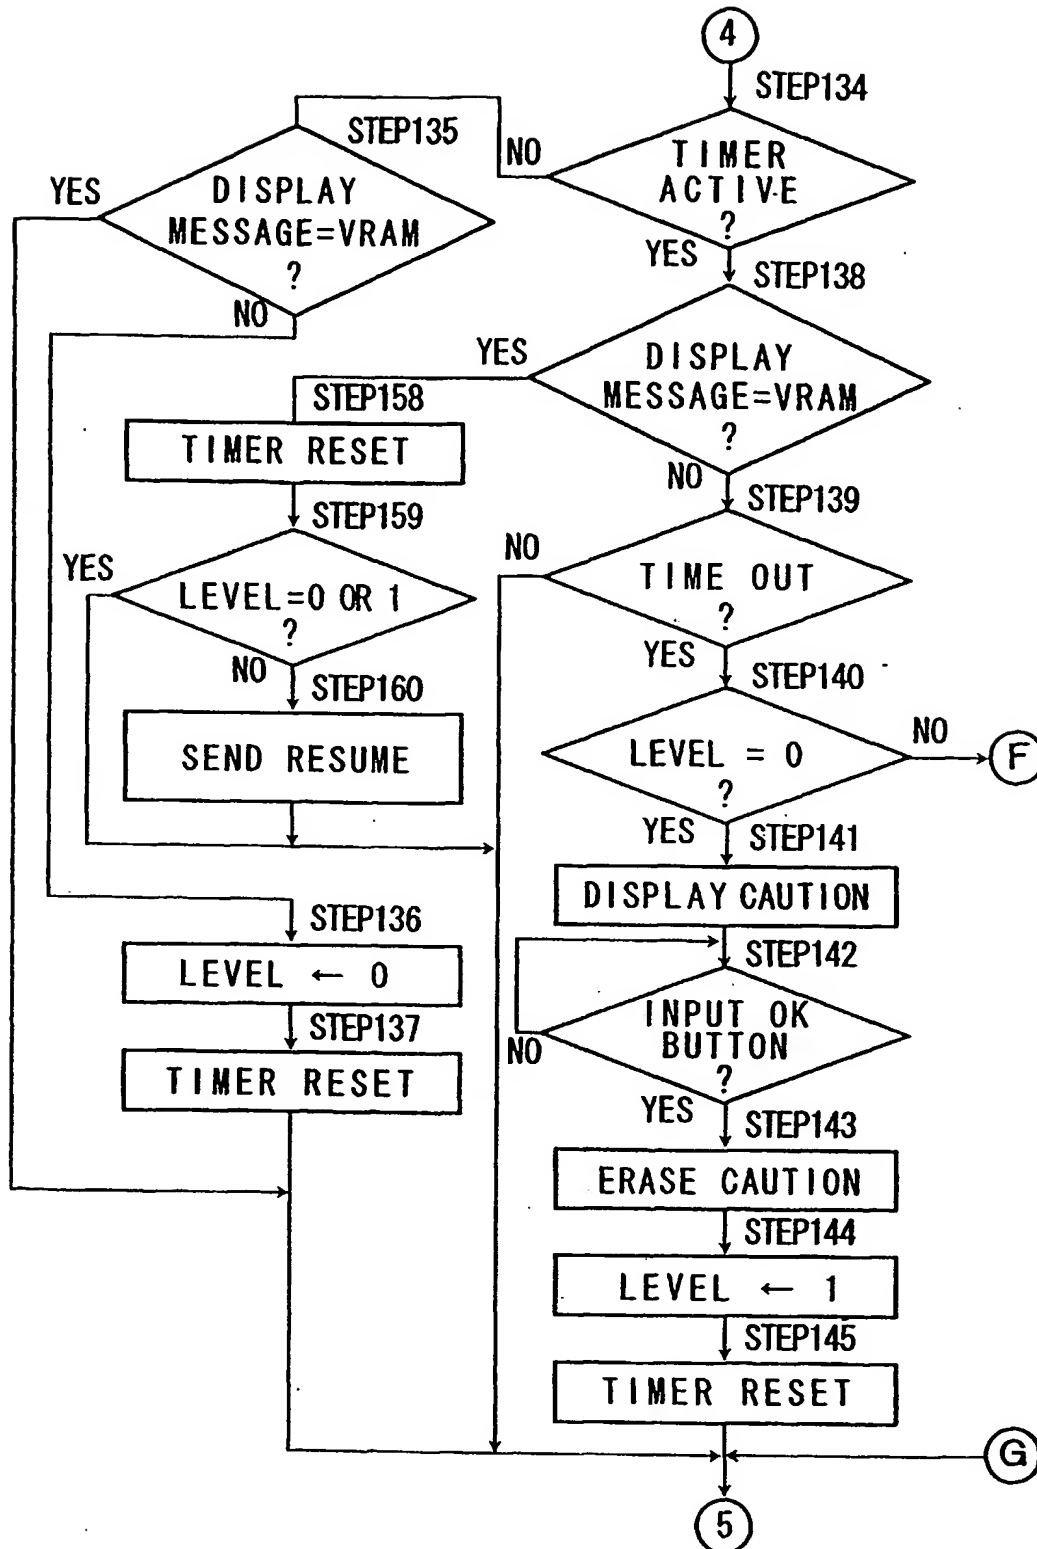 4
STEP134
TIMER
ACTIVE
?
NO
YES
STEP135
DISPLAY
MESSAGE=VRAM
?
YES
NO
STEP138
DISPLAY
MESSAGE=VRAM
?
YES
NO
STEP158
TIMER RESET
STEP159
LEVEL=0 OR 1
?
YES
NO
STEP160
SEND RESUME
STEP139
TIME OUT
?
NO
YES
STEP140
LEVEL = 0
?
NO
F
YES
STEP141
DISPLAY CAUTION
STEP142
INPUT OK
BUTTON
?
NO
YES
STEP143
ERASE CAUTION
STEP144
LEVEL ← 1
STEP145
TIMER RESET
STEP136
LEVEL ← 0
STEP137
TIMER RESET
G
5